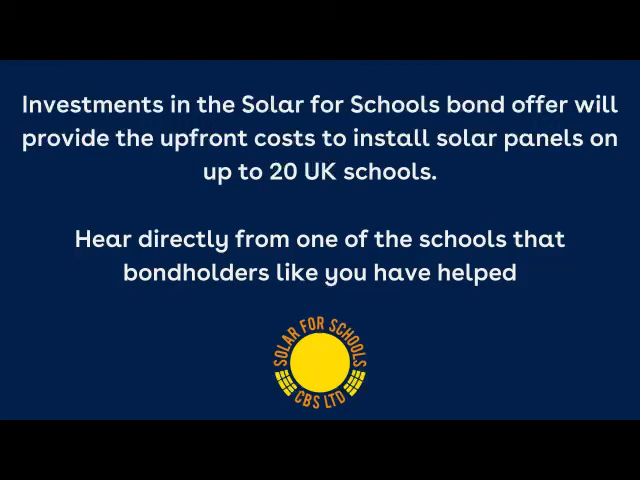 Investments in the Solar for Schools bond offer will
provide the upfront costs to install solar panels on
up to 20 UK schools.
Hear directly from one of the schools that
bondholders like you have helped
SOLAR FOR SCHOOLS
CBS LTD